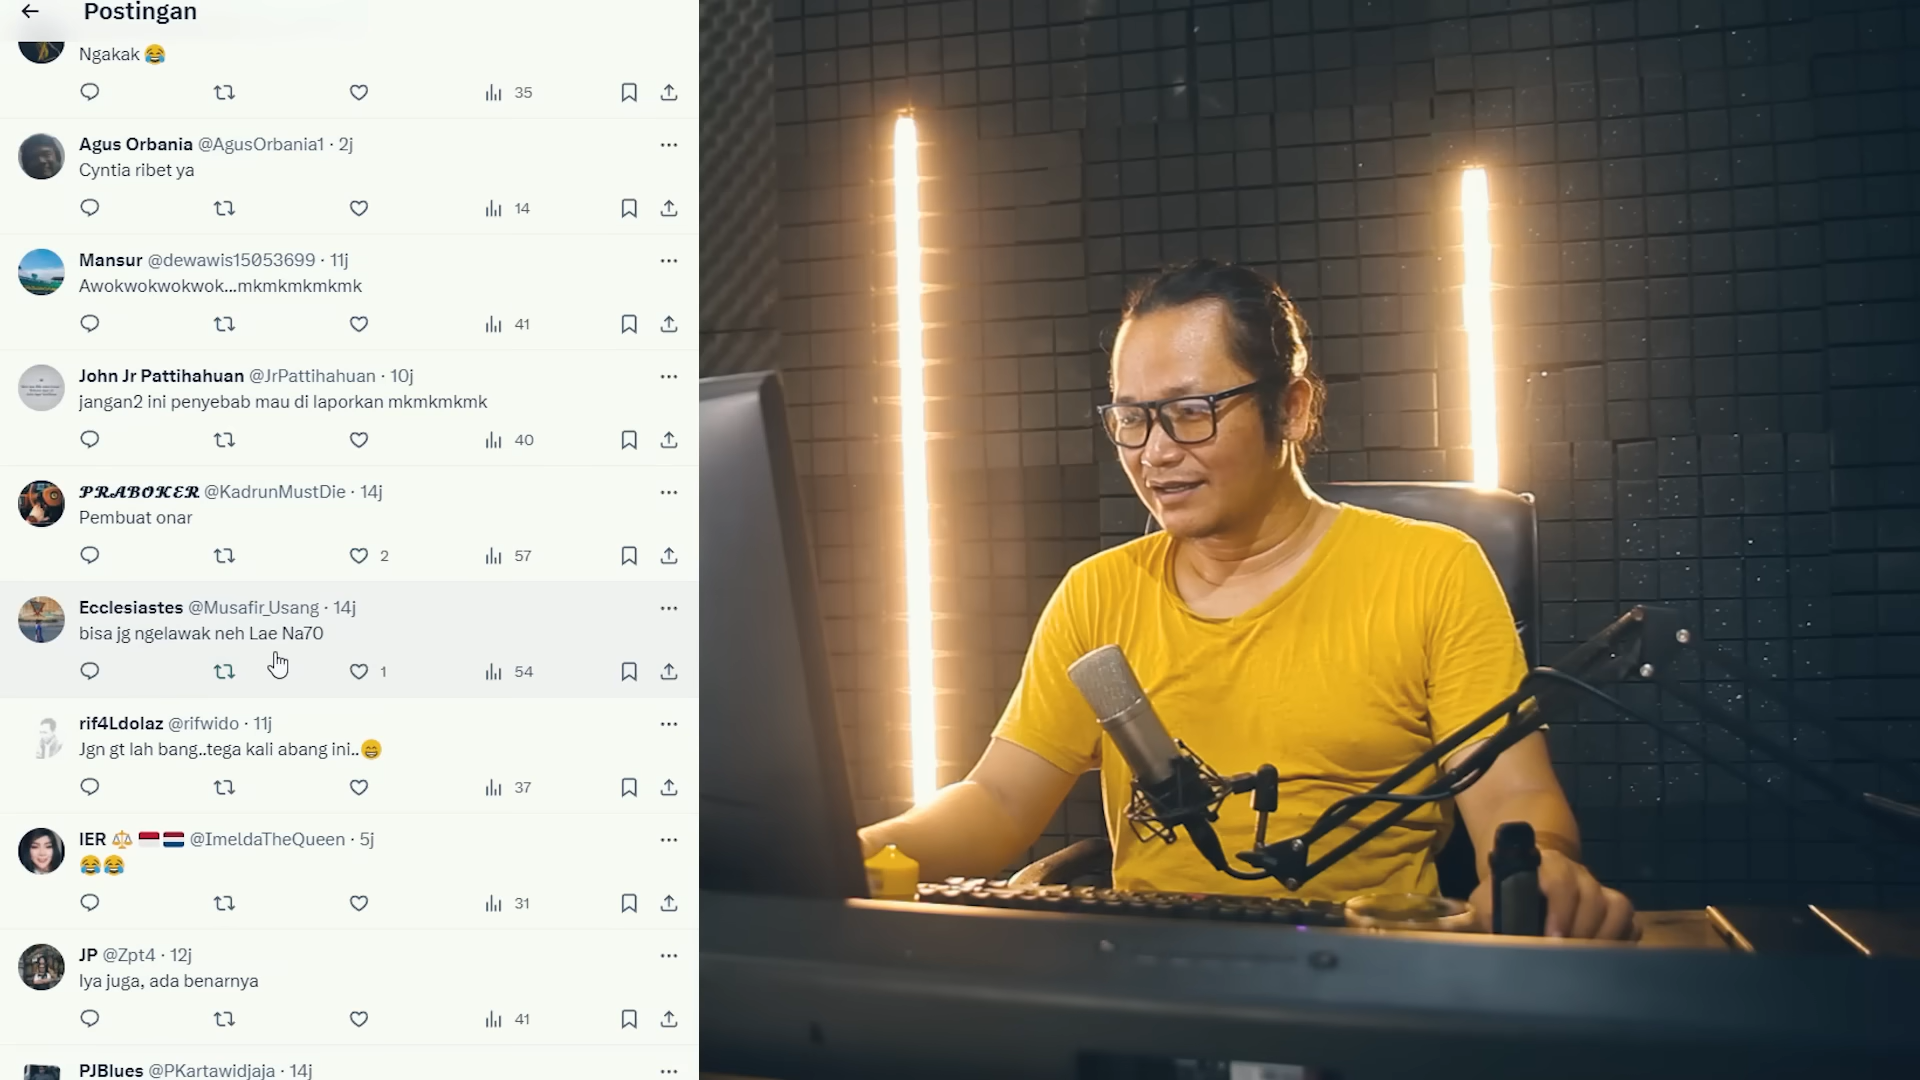 Postingan
Ngakak 😂
35
Agus Orbania @AgusOrbania1 · 2j
Cyntia ribet ya
14
Mansur @dewawis15053699 · 11j
Awokwokwokwok...mkmkmkmkmk
41
John Jr Pattihahuan @JrPattihahuan · 10j
jangan2 ini penyebab mau di laporkan mkmkmkmk
40
𝓟𝓡𝓐𝓑𝓞𝓚𝓔𝓡 @KadrunMustDie · 14j
Pembuat onar
2 57
Ecclesiastes @Musafir_Usang · 14j
bisa jg ngelawak neh Lae Na70
1 54
rif4Ldolaz @rifwido · 11j
Jgn gt lah bang..tega kali abang ini..😁
37
IER ⚖️ 🇮🇩 🇳🇱 @ImeldaTheQueen · 5j
😂😂
31
JP @Zpt4 · 12j
Iya juga, ada benarnya
41
PJBlues @PKartawidjaja · 14j